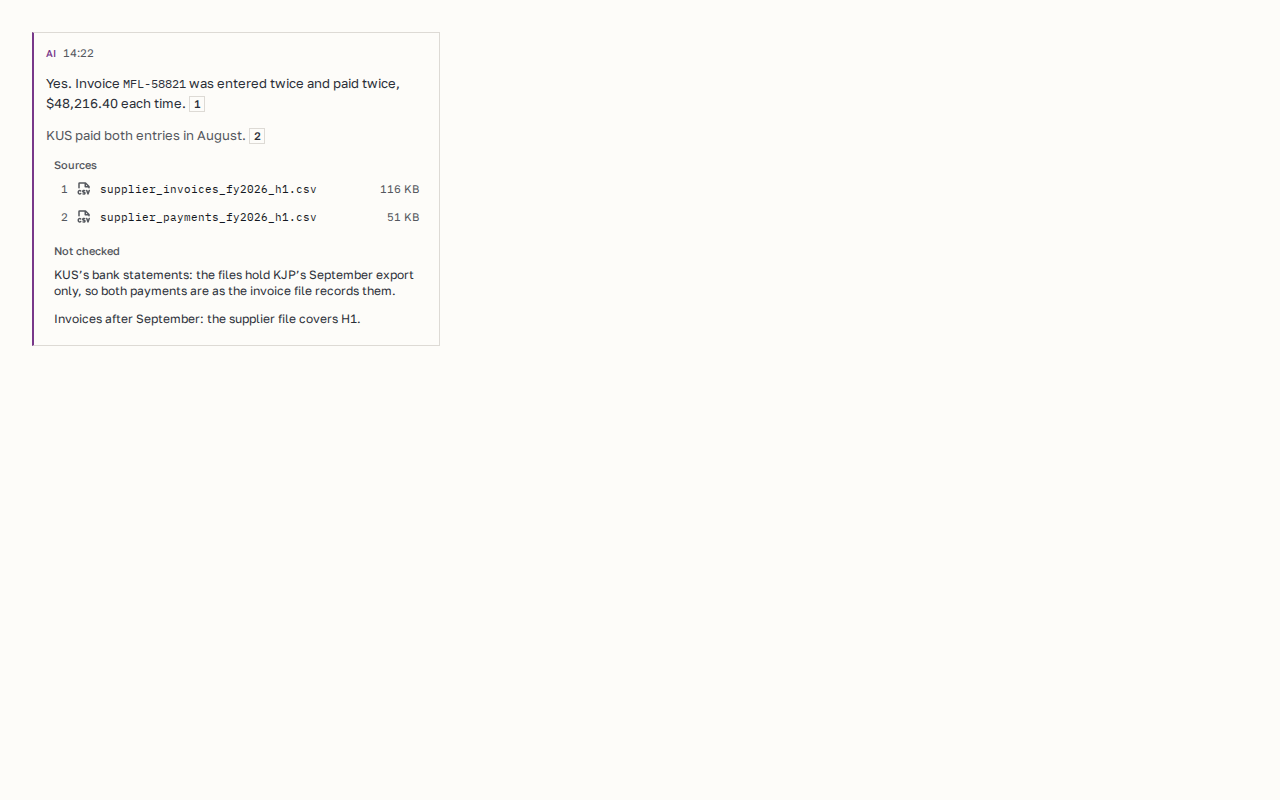 AI 14:22
Yes. Invoice MFL-58821 was entered twice and paid twice,
$48,216.40 each time. 1
KUS paid both entries in August. 2
Sources
1 CSV supplier_invoices_fy2026_h1.csv 116 KB
2 CSV supplier_payments_fy2026_h1.csv 51 KB
Not checked
KUS’s bank statements: the files hold KJP’s September export
only, so both payments are as the invoice file records them.
Invoices after September: the supplier file covers H1.